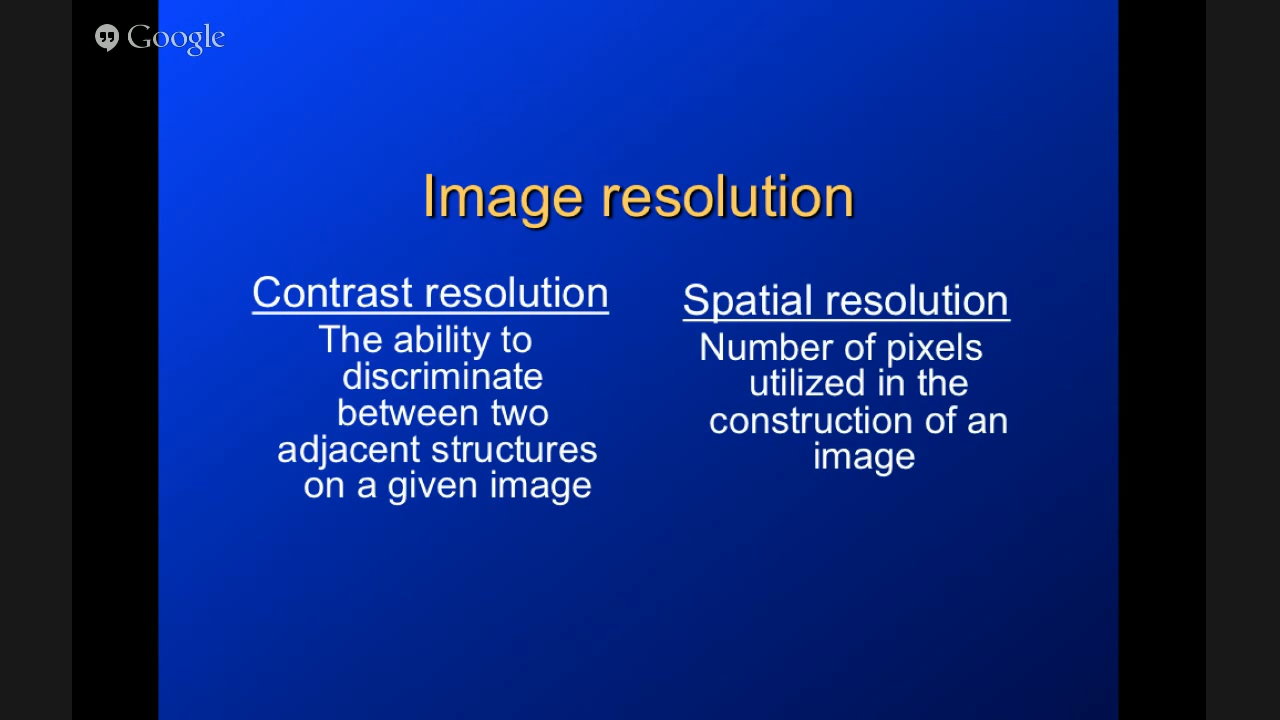 Google
Image resolution
Contrast resolution
The ability to
discriminate
between two
adjacent structures
on a given image
Spatial resolution
Number of pixels
utilized in the
construction of an
image